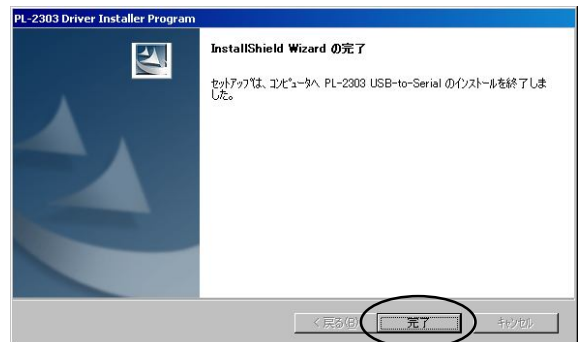 PL-2303 Driver Installer Program
InstallShield Wizard の完了
セットアップは、コンピュータへ PL-2303 USB-to-Serial のインストールを終了しま
した。
< 戻る(B)
完了
キャンセル